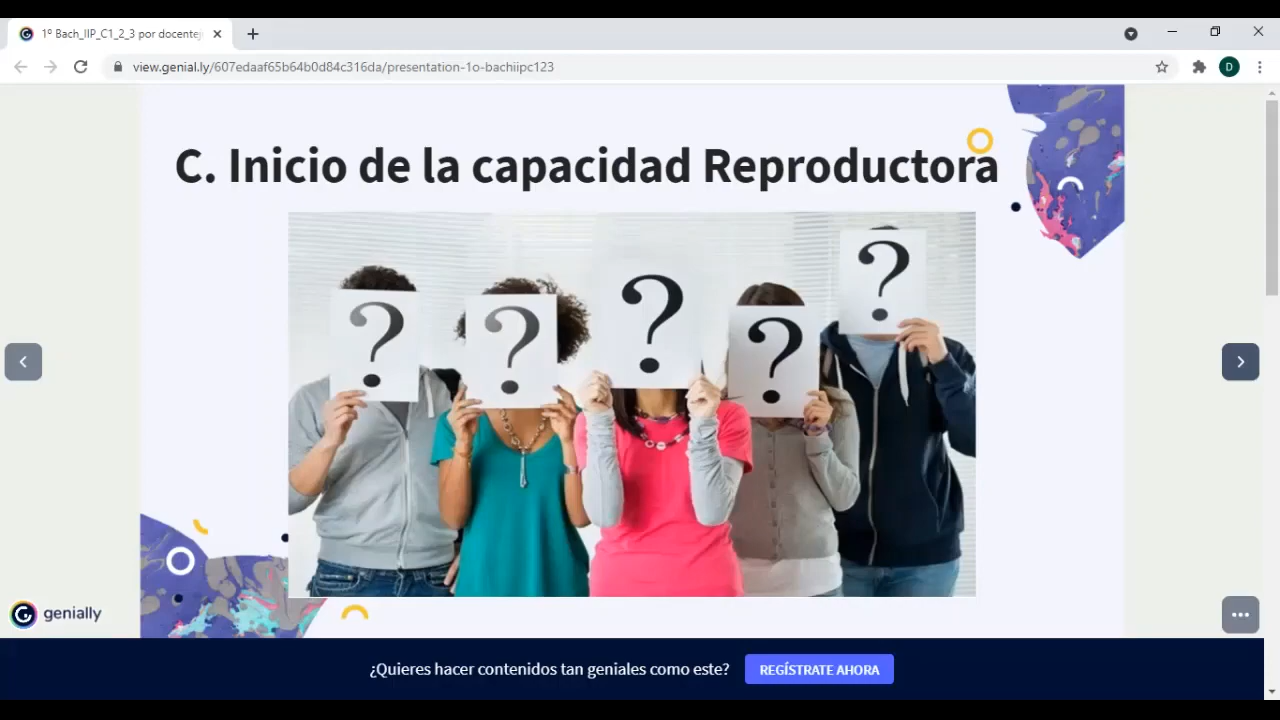 1º Bach_IIP_C1_2_3 por docente
D
view.genial.ly/607edaaf65b64b0d84c316da/presentation-1o-bachiipc123
C. Inicio de la capacidad Reproductora
? ? ? ? ?
genially
¿Quieres hacer contenidos tan geniales como este?
REGÍSTRATE AHORA